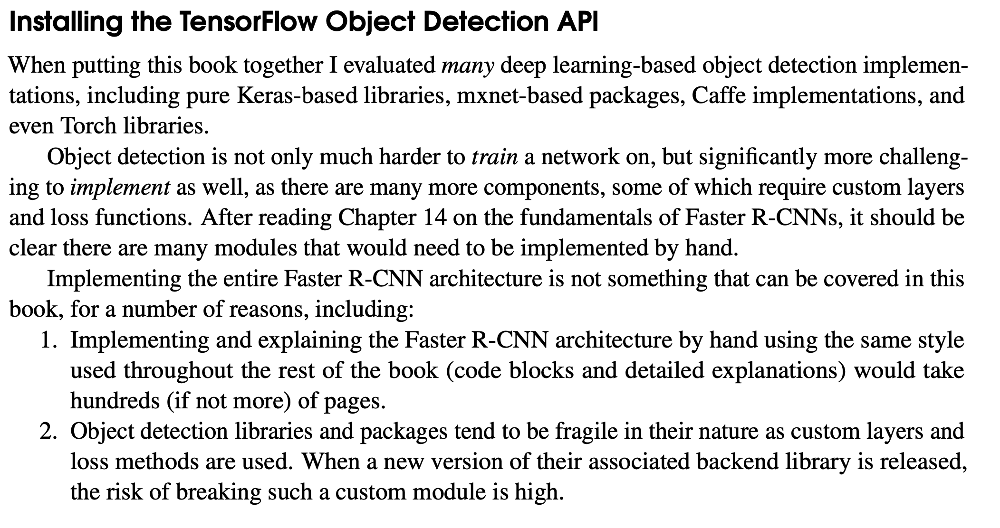 Installing the TensorFlow Object Detection API
When putting this book together I evaluated many deep learning-based object detection implemen-
tations, including pure Keras-based libraries, mxnet-based packages, Caffe implementations, and
even Torch libraries.
Object detection is not only much harder to train a network on, but significantly more challeng-
ing to implement as well, as there are many more components, some of which require custom layers
and loss functions. After reading Chapter 14 on the fundamentals of Faster R-CNNs, it should be
clear there are many modules that would need to be implemented by hand.
Implementing the entire Faster R-CNN architecture is not something that can be covered in this
book, for a number of reasons, including:
1. Implementing and explaining the Faster R-CNN architecture by hand using the same style
used throughout the rest of the book (code blocks and detailed explanations) would take
hundreds (if not more) of pages.
2. Object detection libraries and packages tend to be fragile in their nature as custom layers and
loss methods are used. When a new version of their associated backend library is released,
the risk of breaking such a custom module is high.